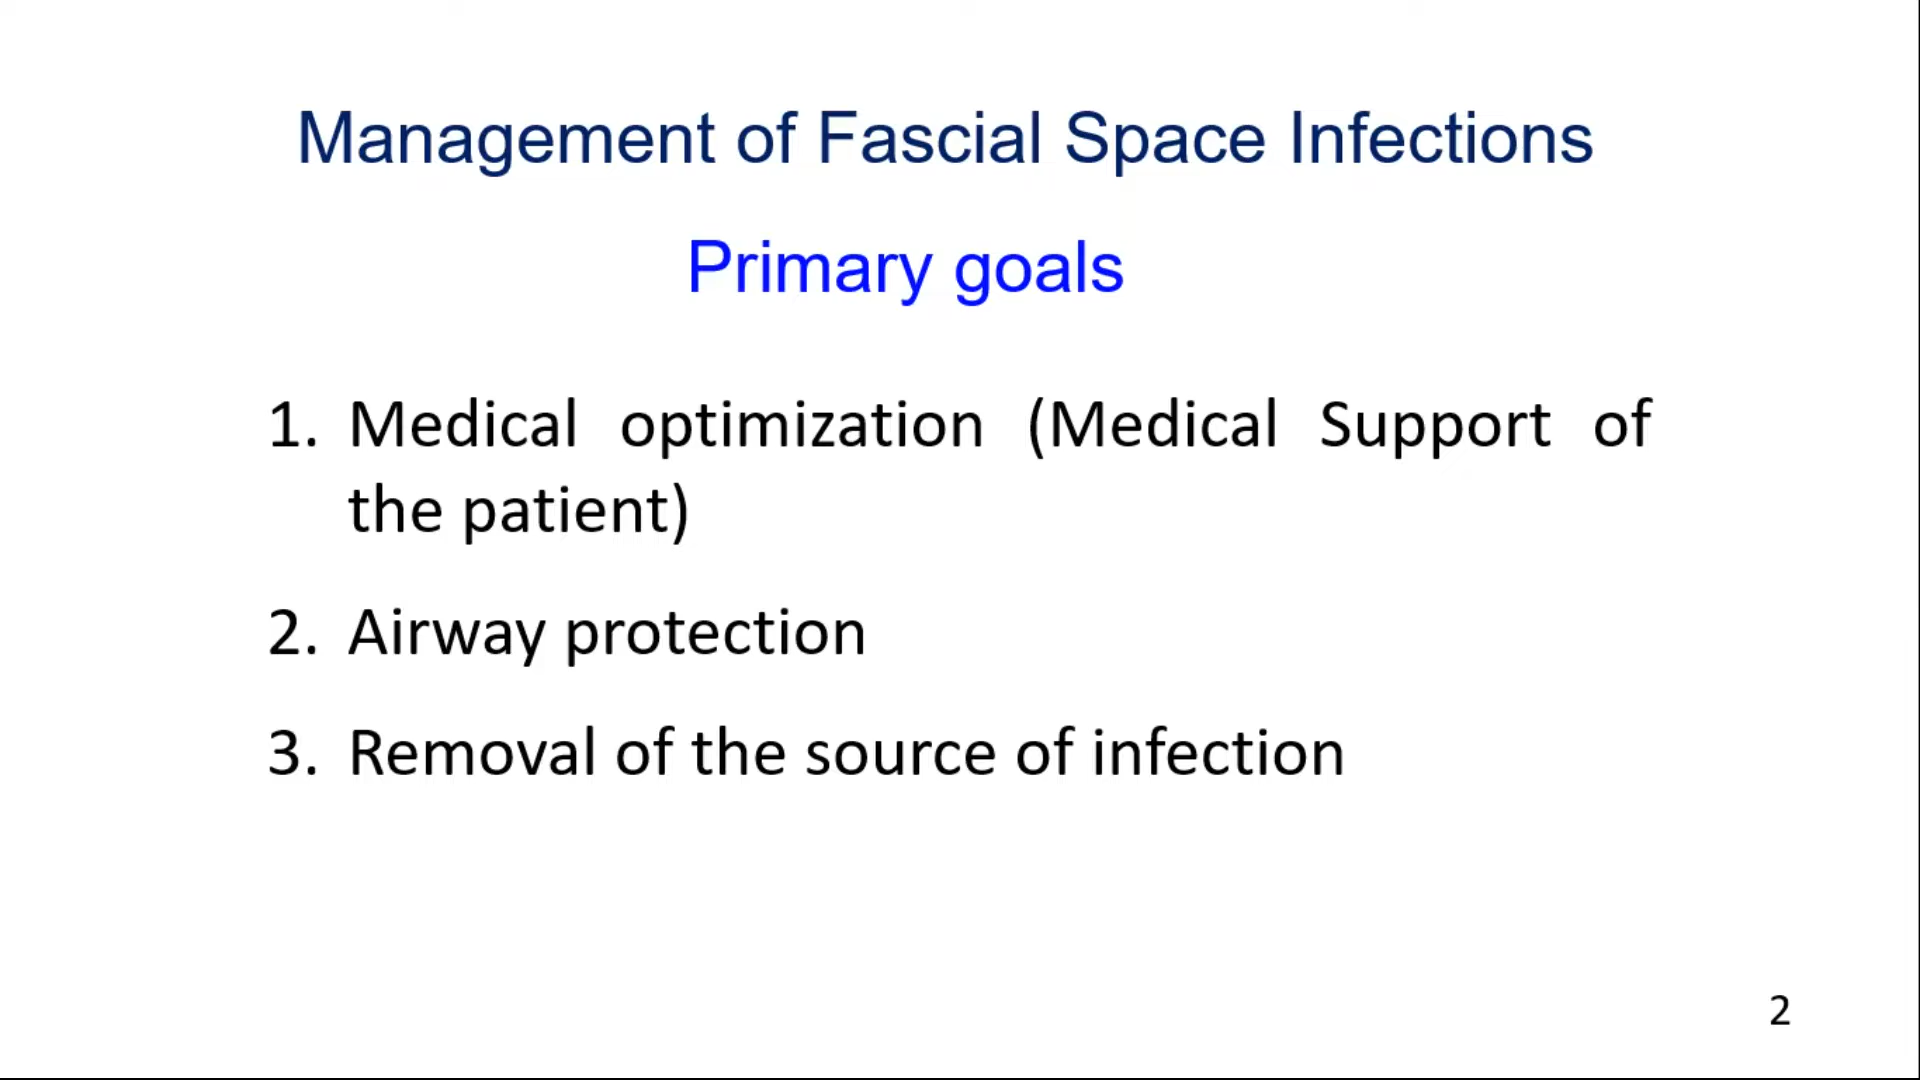 Management of Fascial Space Infections
Primary goals
1. Medical optimization (Medical Support of
the patient)
2. Airway protection
3. Removal of the source of infection
2